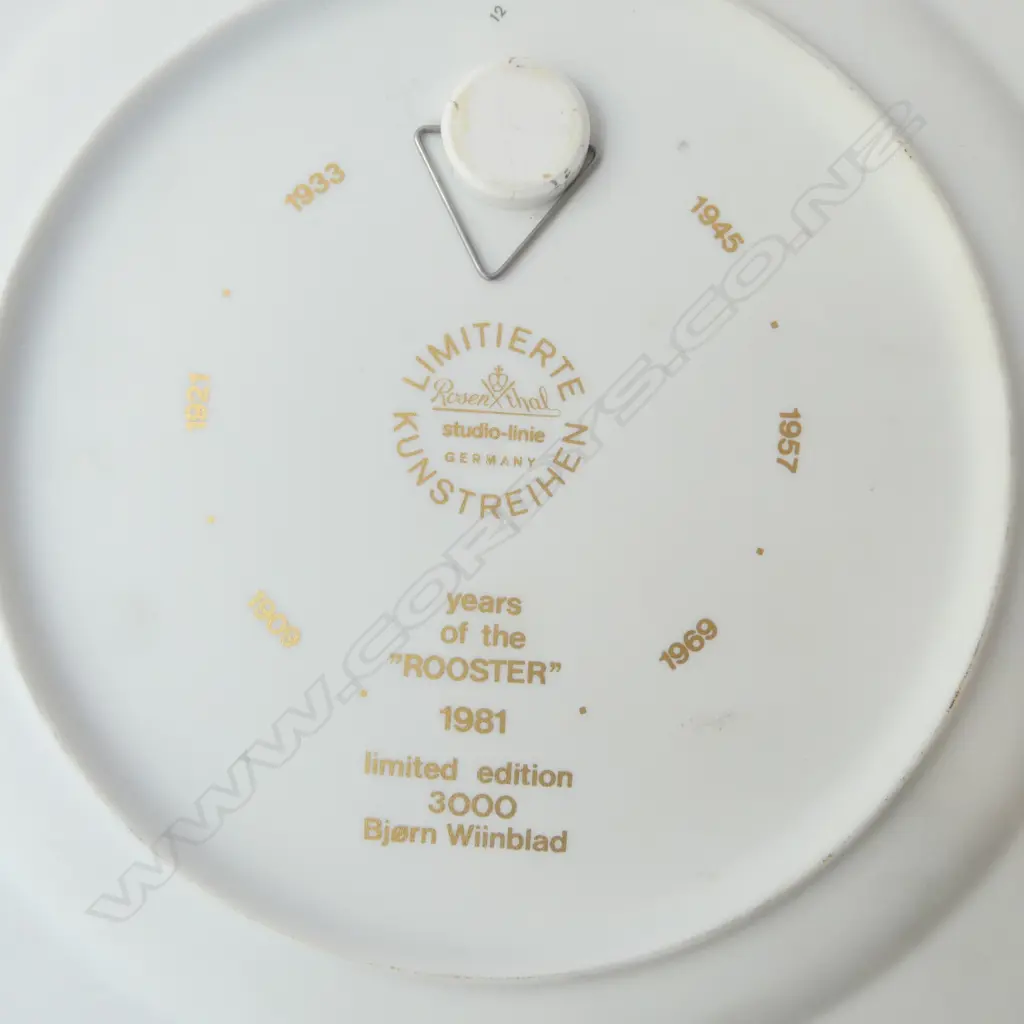 12
1933
1945
1921
1957
1909
1969
LIMITIERTE
Rosenthal
studio-linie
GERMANY
KUNSTREIHEN
years
of the
"ROOSTER"
1981
limited edition
3000
Bjørn Wiinblad
WWW.CORDYS.CO.NZ